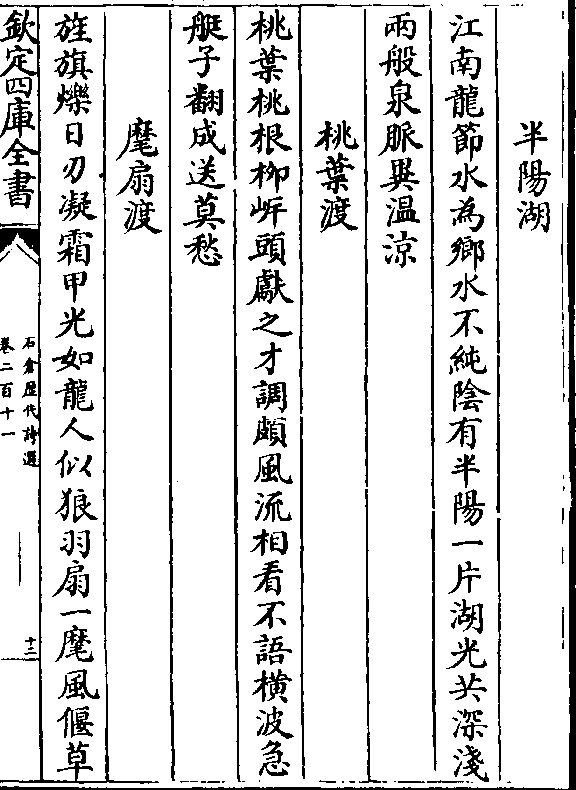 半陽湖
江南龍節水為鄉水不純陰有半陽一片湖光共深淺
兩般泉脈異溫涼
桃葉渡
桃葉桃根柳岓頭獻之才調頗風流相看不語橫波急
艇子翻成送莫愁
麾扇渡
旌旗爍日刃凝霜甲光如龍人似狼羽扇一麾風偃草
欽定四庫全書
石倉歷代詩選
卷二百十一
十三